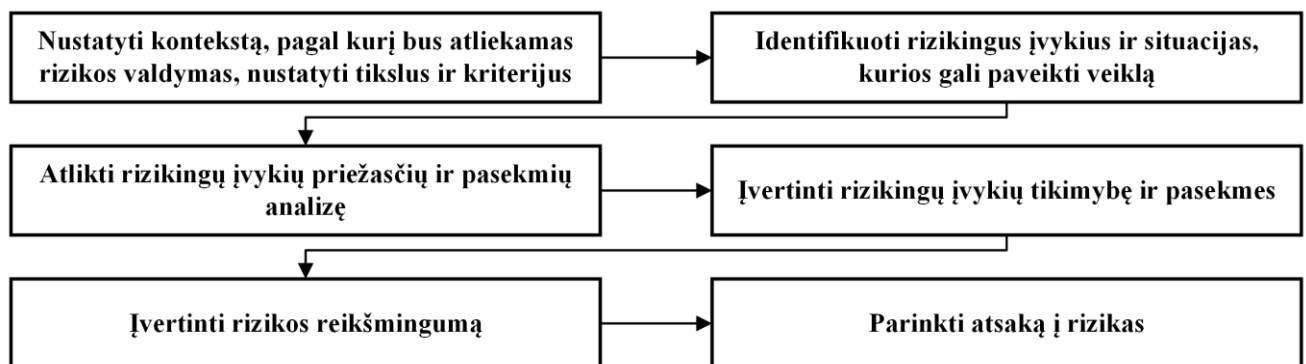 Nustatyti kontekstą, pagal kurį bus atliekamas
rizikos valdymas, nustatyti tikslus ir kriterijus
Identifikuoti rizikingus įvykius ir situacijas,
kurios gali paveikti veiklą
Atlikti rizikingų įvykių priežasčių ir pasekmių
analizę
Įvertinti rizikingų įvykių tikimybę ir pasekmes
Įvertinti rizikos reikšmingumą
Parinkti atsaką į rizikas